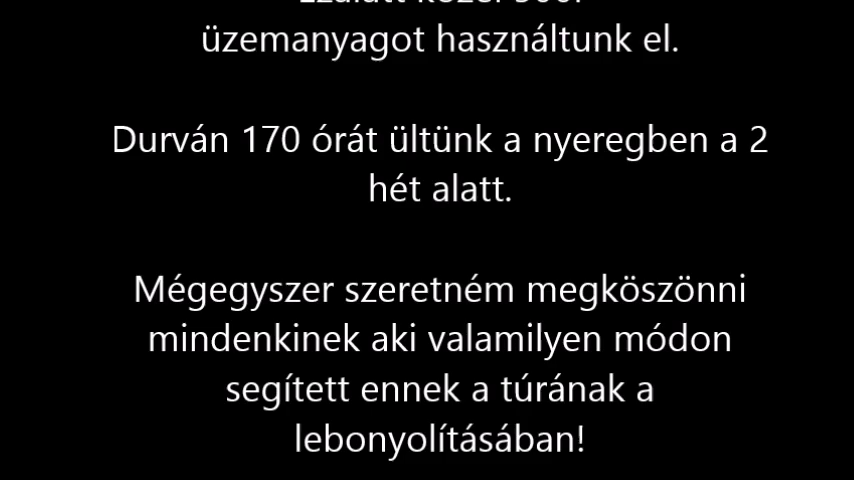 üzemanyagot használtunk el.
Durván 170 órát ültünk a nyeregben a 2
hét alatt.
Mégegyszer szeretném megköszönni
mindenkinek aki valamilyen módon
segített ennek a túrának a
lebonyolításában!